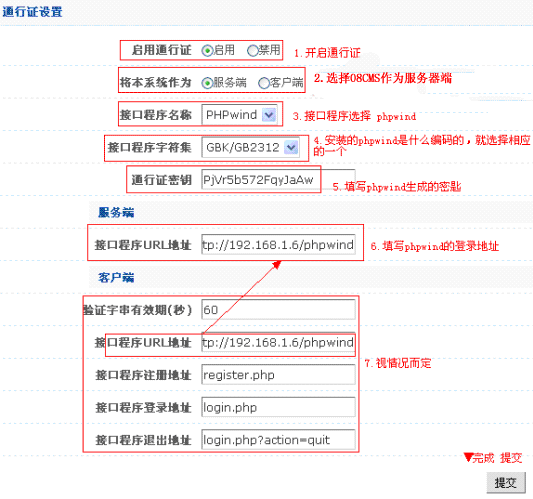 通行证设置
启用通行证 启用 禁用 1.开启通行证
将本系统作为 服务端 客户端 2.选择08CMS作为服务器端
接口程序名称 PHPwind 3.接口程序选择 phpwind
接口程序字符集 GBK/GB2312 4.安装的phpwind是什么编码的，就选择相应
的一个
通行证密钥 PjVr5b572FqyJaAw 5.填写phpwind生成的密匙
服务端
接口程序URL地址 tp://192.168.1.6/phpwind 6.填写phpwind的登录地址
客户端
验证字串有效期(秒) 60
接口程序URL地址 tp://192.168.1.6/phpwind
7.视情况而定
接口程序注册地址 register.php
接口程序登录地址 login.php
接口程序退出地址 login.php?action=quit
▼完成 提交
提交